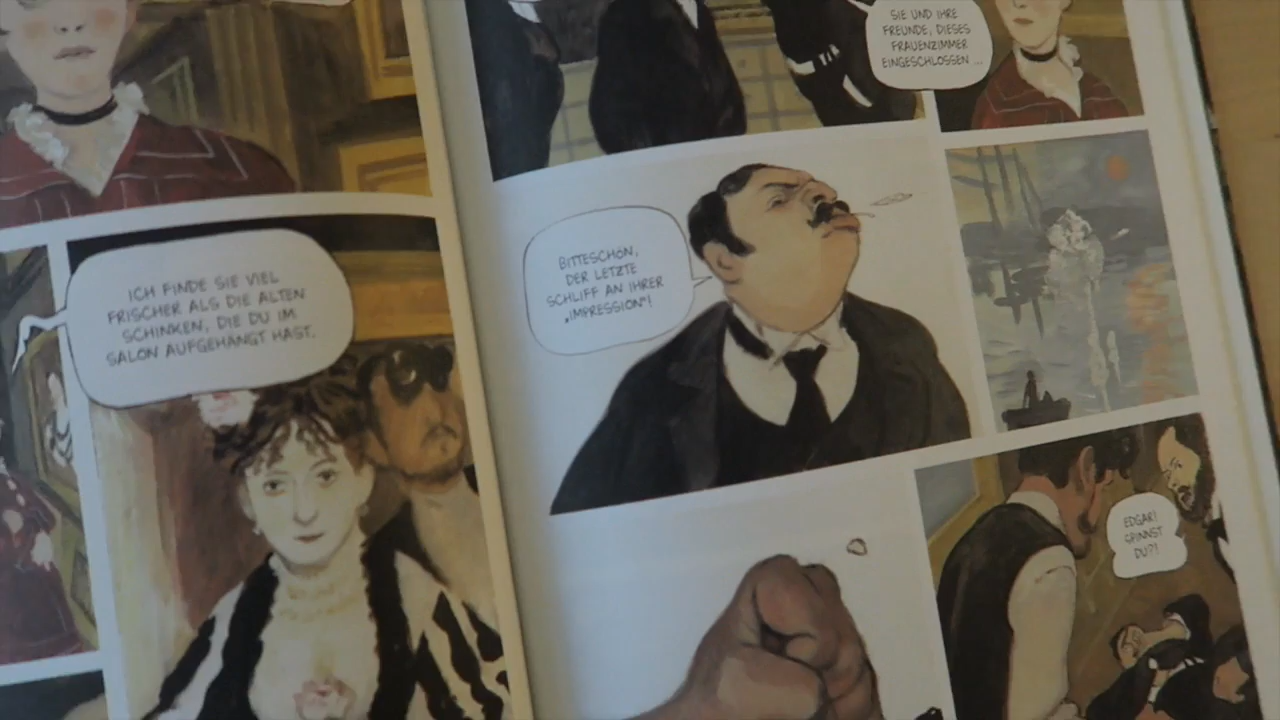 ICH FINDE SIE VIEL
FRISCHER ALS DIE ALTEN
SCHINKEN, DIE DU IM
SALON AUFGEHÄNGT HAST.
SIE UND IHRE
FREUNDE, DIESES
FRAUENZIMMER
EINGESCHLOSSEN ...
BITTESCHÖN,
DER LETZTE
SCHLIFF AN IHRER
„IMPRESSION“!
EDGAR!
SPINNST
DU?!